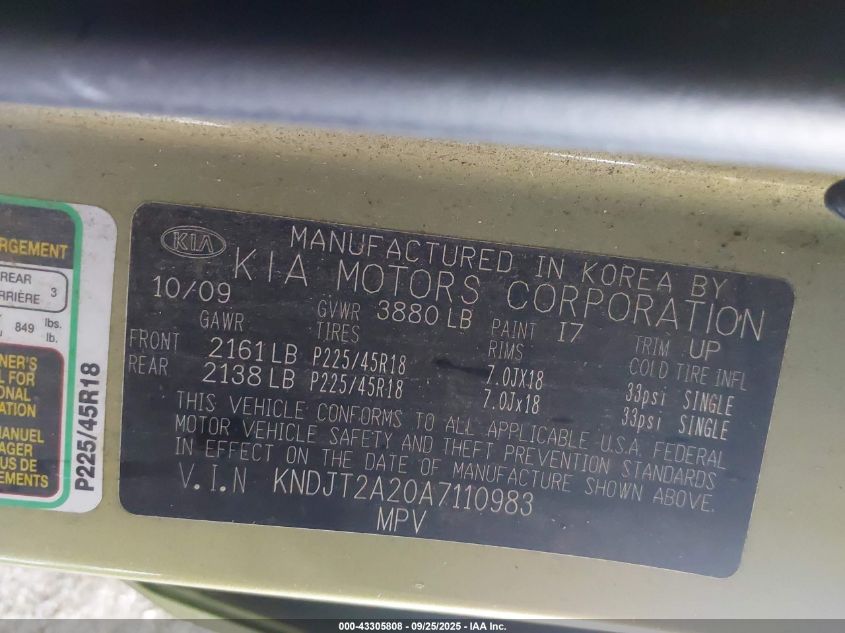 RGEMENT
REAR
RRIÈRE 3
849 lbs.
lb.
NER'S
L FOR
ONAL
ATION
MANUEL
AGER
US DE
EMENTS
P225/45R18
KIA
MANUFACTURED IN KOREA BY
KIA MOTORS CORPORATION
10/09 GVWR 3880 LB PAINT I7 TRIM UP
GAWR TIRES RIMS COLD TIRE INFL
FRONT 2161LB P225/45R18 7.0JX18 33psi SINGLE
REAR 2138LB P225/45R18 7.0Jx18 33psi SINGLE
THIS VEHICLE CONFORMS TO ALL APPLICABLE U.S.A. FEDERAL
MOTOR VEHICLE SAFETY AND THEFT PREVENTION STANDARDS
IN EFFECT ON THE DATE OF MANUFACTURE SHOWN ABOVE.
V.I.N KNDJT2A20A7110983
MPV
000-43305808 - 09/25/2025 - IAA Inc.